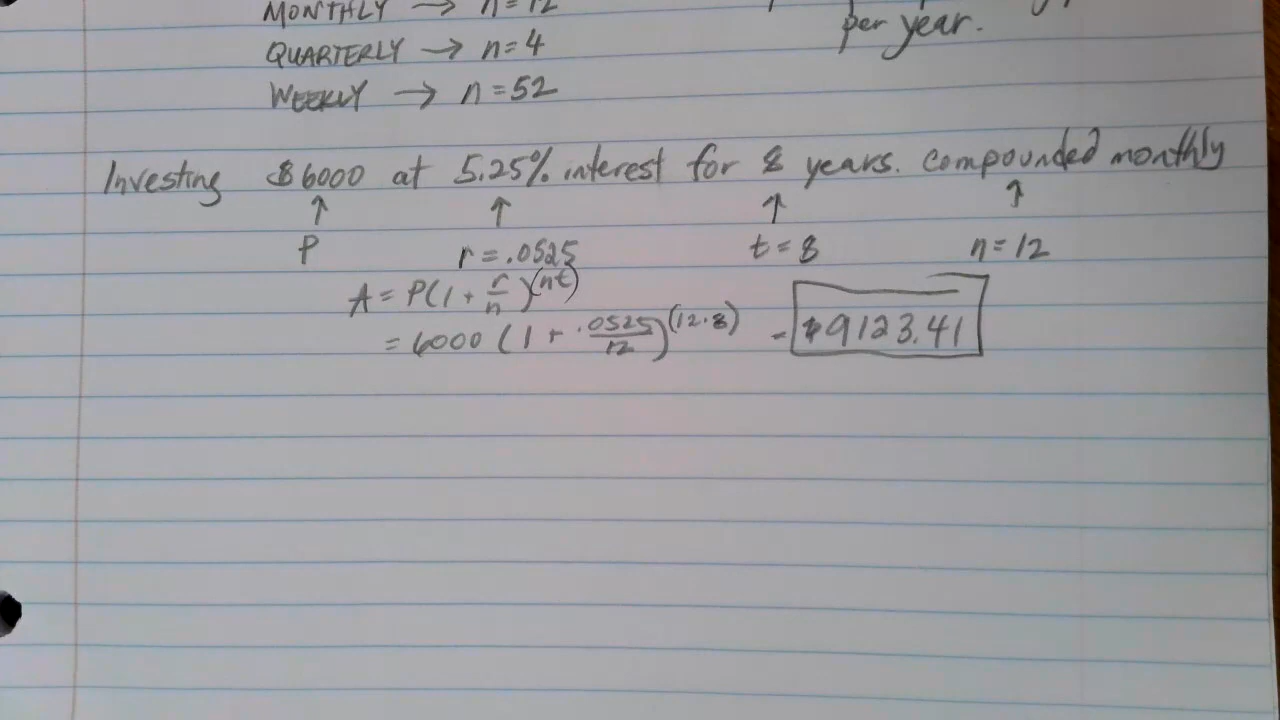 MONTHLY → n=12
QUARTERLY → n=4
per year.
WEEKLY → n=52
Investing $6000 at 5.25% interest for 8 years. compounded monthly
↑ ↑ ↑ ↑
P r=.0525 t=8 n=12
A = P(1 + r/n)^(nt)
= 6000 (1 + .0525/12)^(12·8) = $9123.41